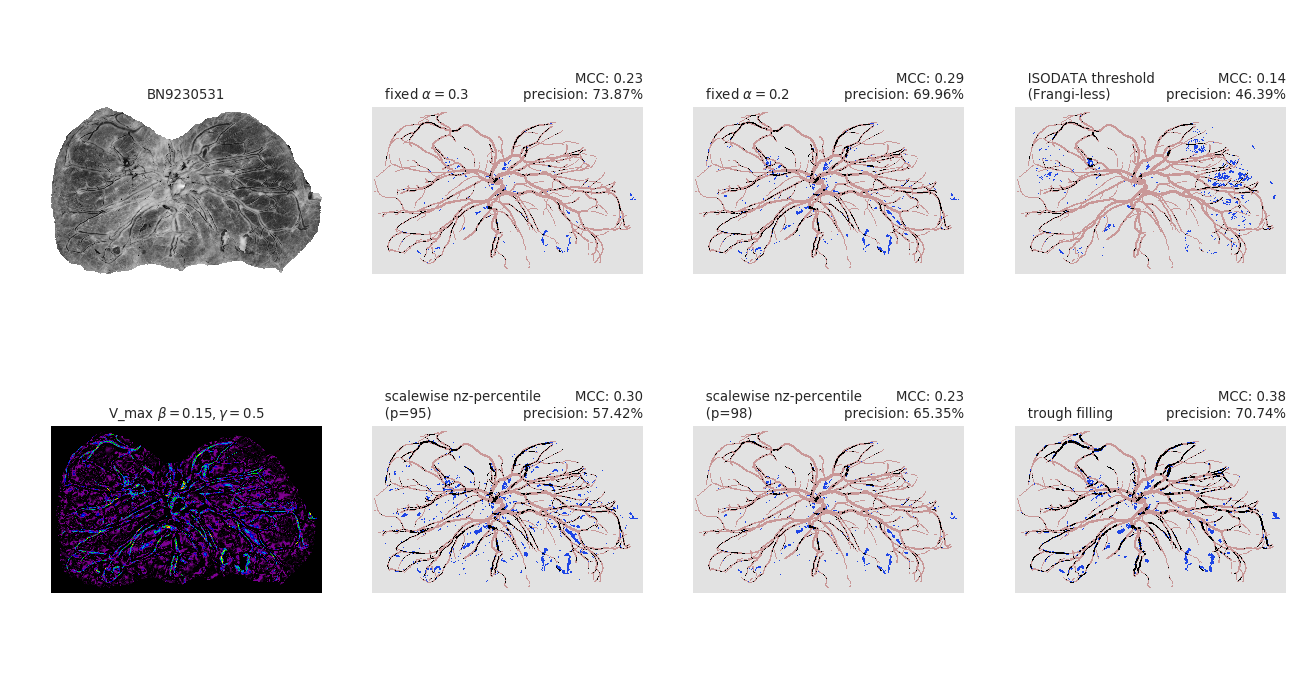 BN9230531
MCC: 0.23
fixed α = 0.3 precision: 73.87%
MCC: 0.29
fixed α = 0.2 precision: 69.96%
ISODATA threshold MCC: 0.14
(Frangi-less) precision: 46.39%
V_max β = 0.15, γ = 0.5
scalewise nz-percentile MCC: 0.30
(p=95) precision: 57.42%
scalewise nz-percentile MCC: 0.23
(p=98) precision: 65.35%
MCC: 0.38
trough filling precision: 70.74%